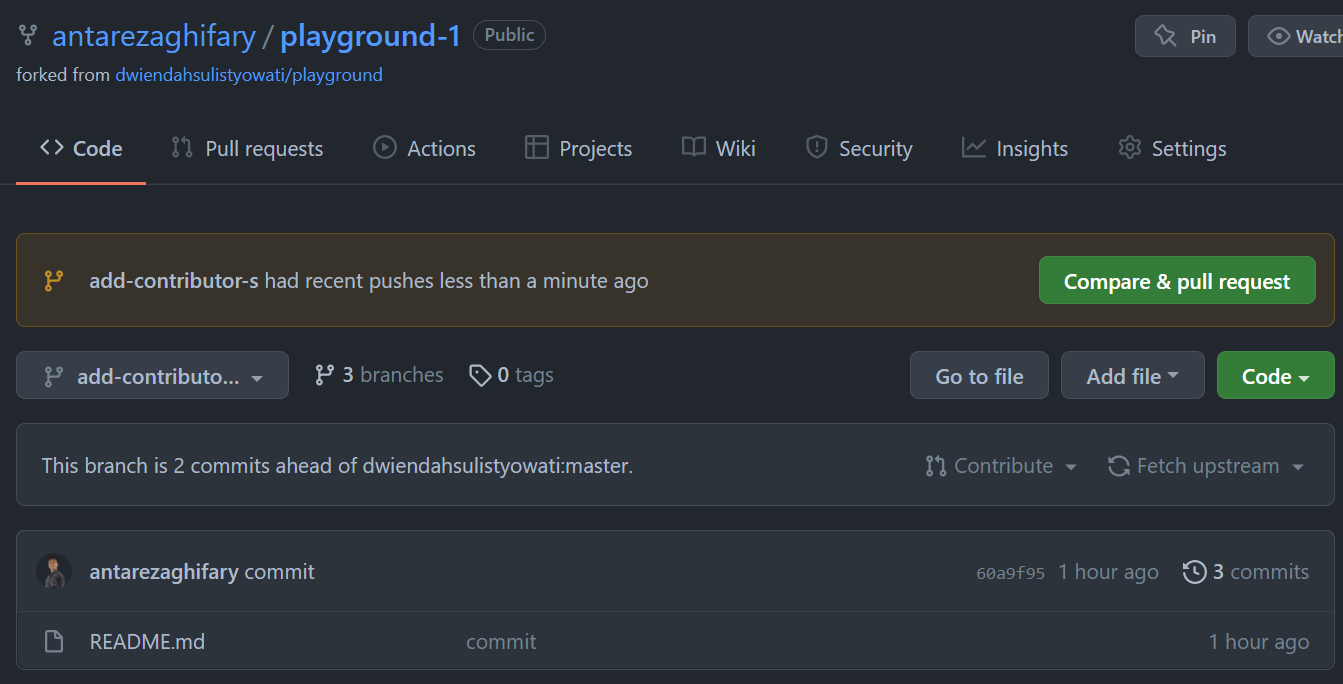 antarezaghifary / playground-1 Public Pin Watch
forked from dwiendahsulistyowati/playground
Code Pull requests Actions Projects Wiki Security Insights Settings
add-contributor-s had recent pushes less than a minute ago Compare & pull request
add-contributo... 3 branches 0 tags Go to file Add file Code
This branch is 2 commits ahead of dwiendahsulistyowati:master. Contribute Fetch upstream
antarezaghifary commit 60a9f95 1 hour ago 3 commits
README.md commit 1 hour ago